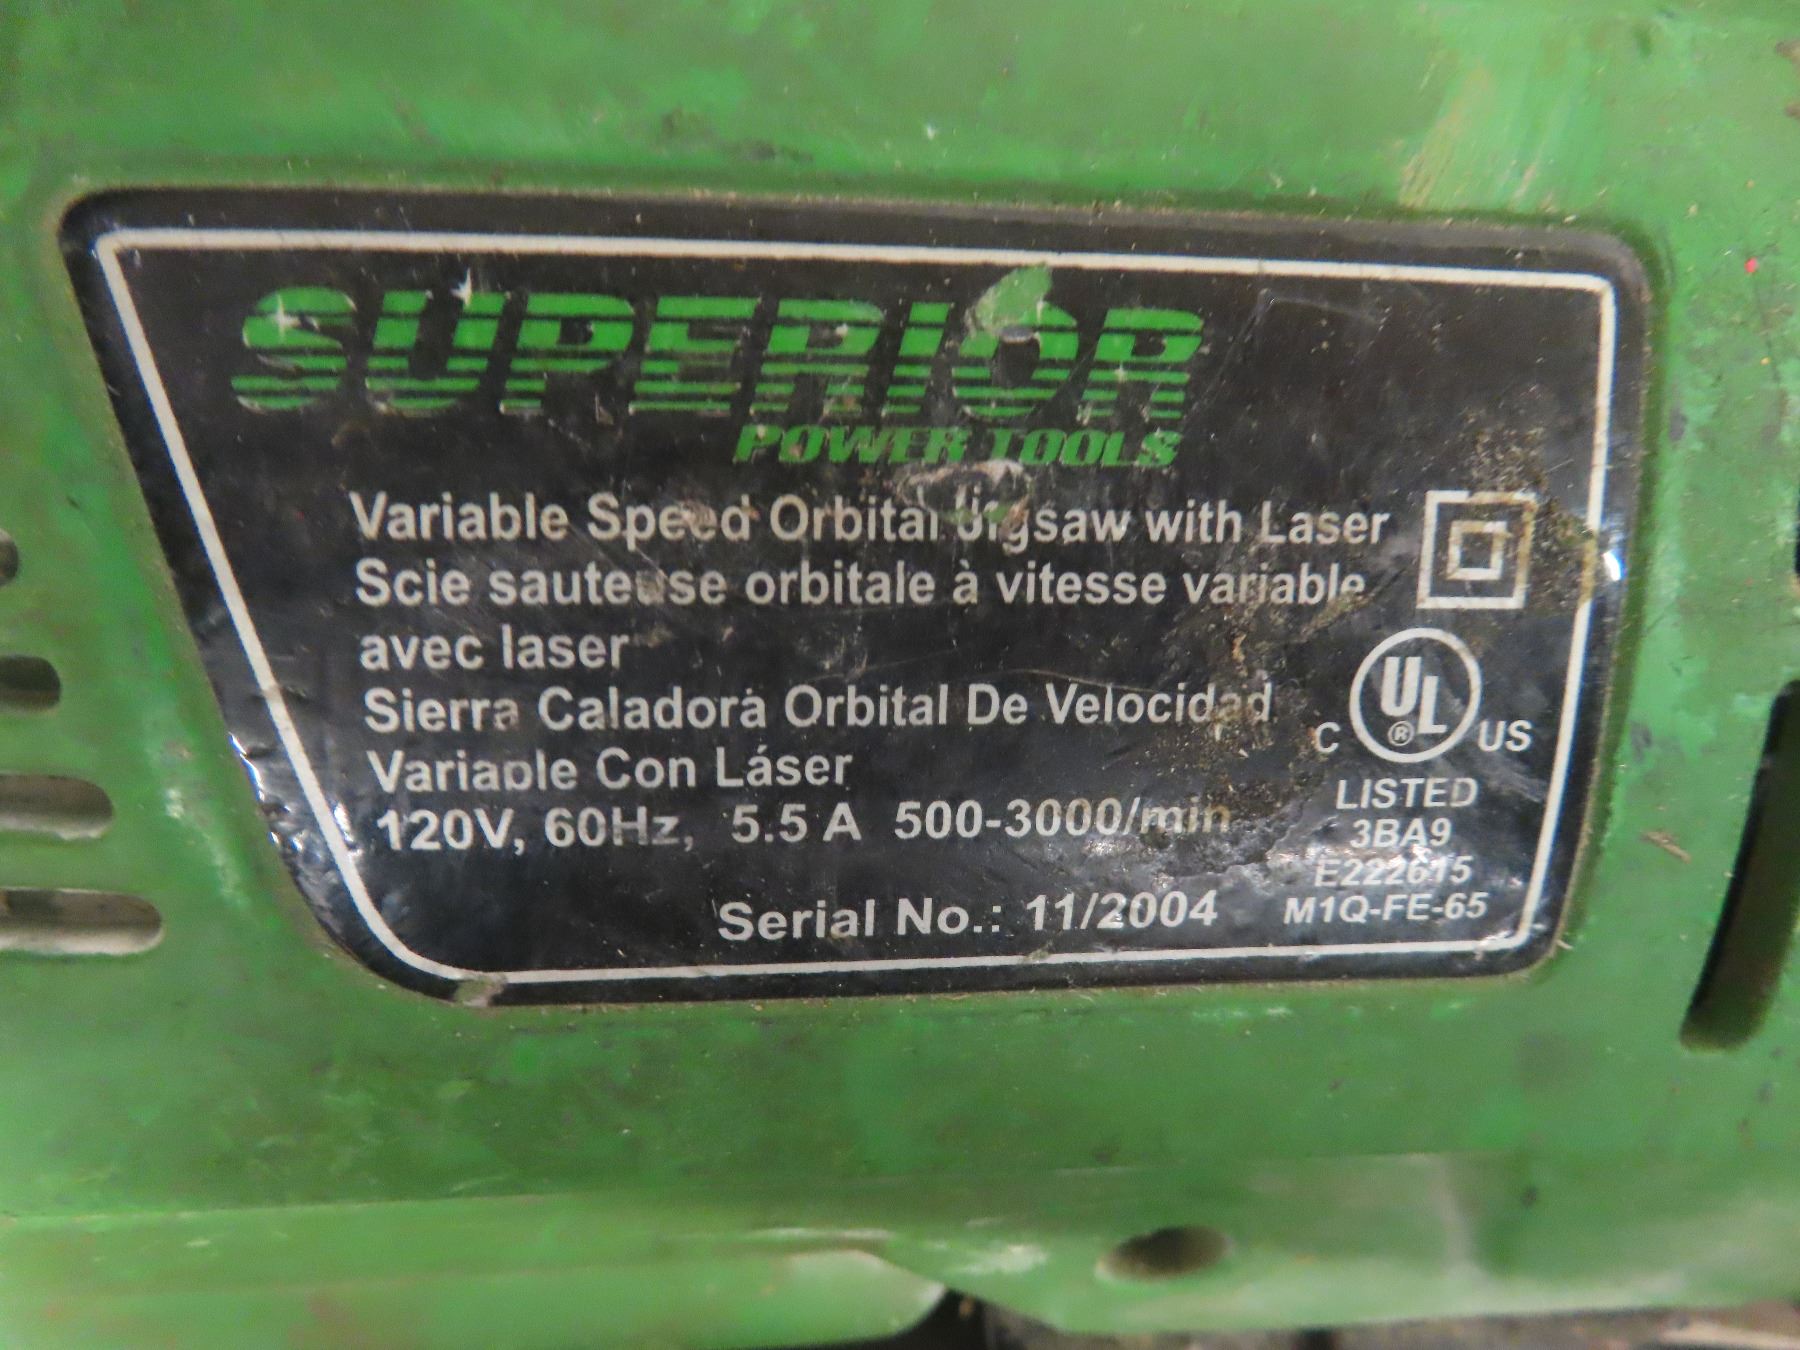 SUPERIOR
POWER TOOLS
Variable Speed Orbital Jigsaw with Laser
Scie sauteuse orbitale à vitesse variable
avec laser
Sierra Caladora Orbital De Velocidad
Variable Con Láser
120V, 60Hz, 5.5 A 500-3000/min
Serial No.: 11/2004
C UL ® US
LISTED
3BA9
E222615
M1Q-FE-65